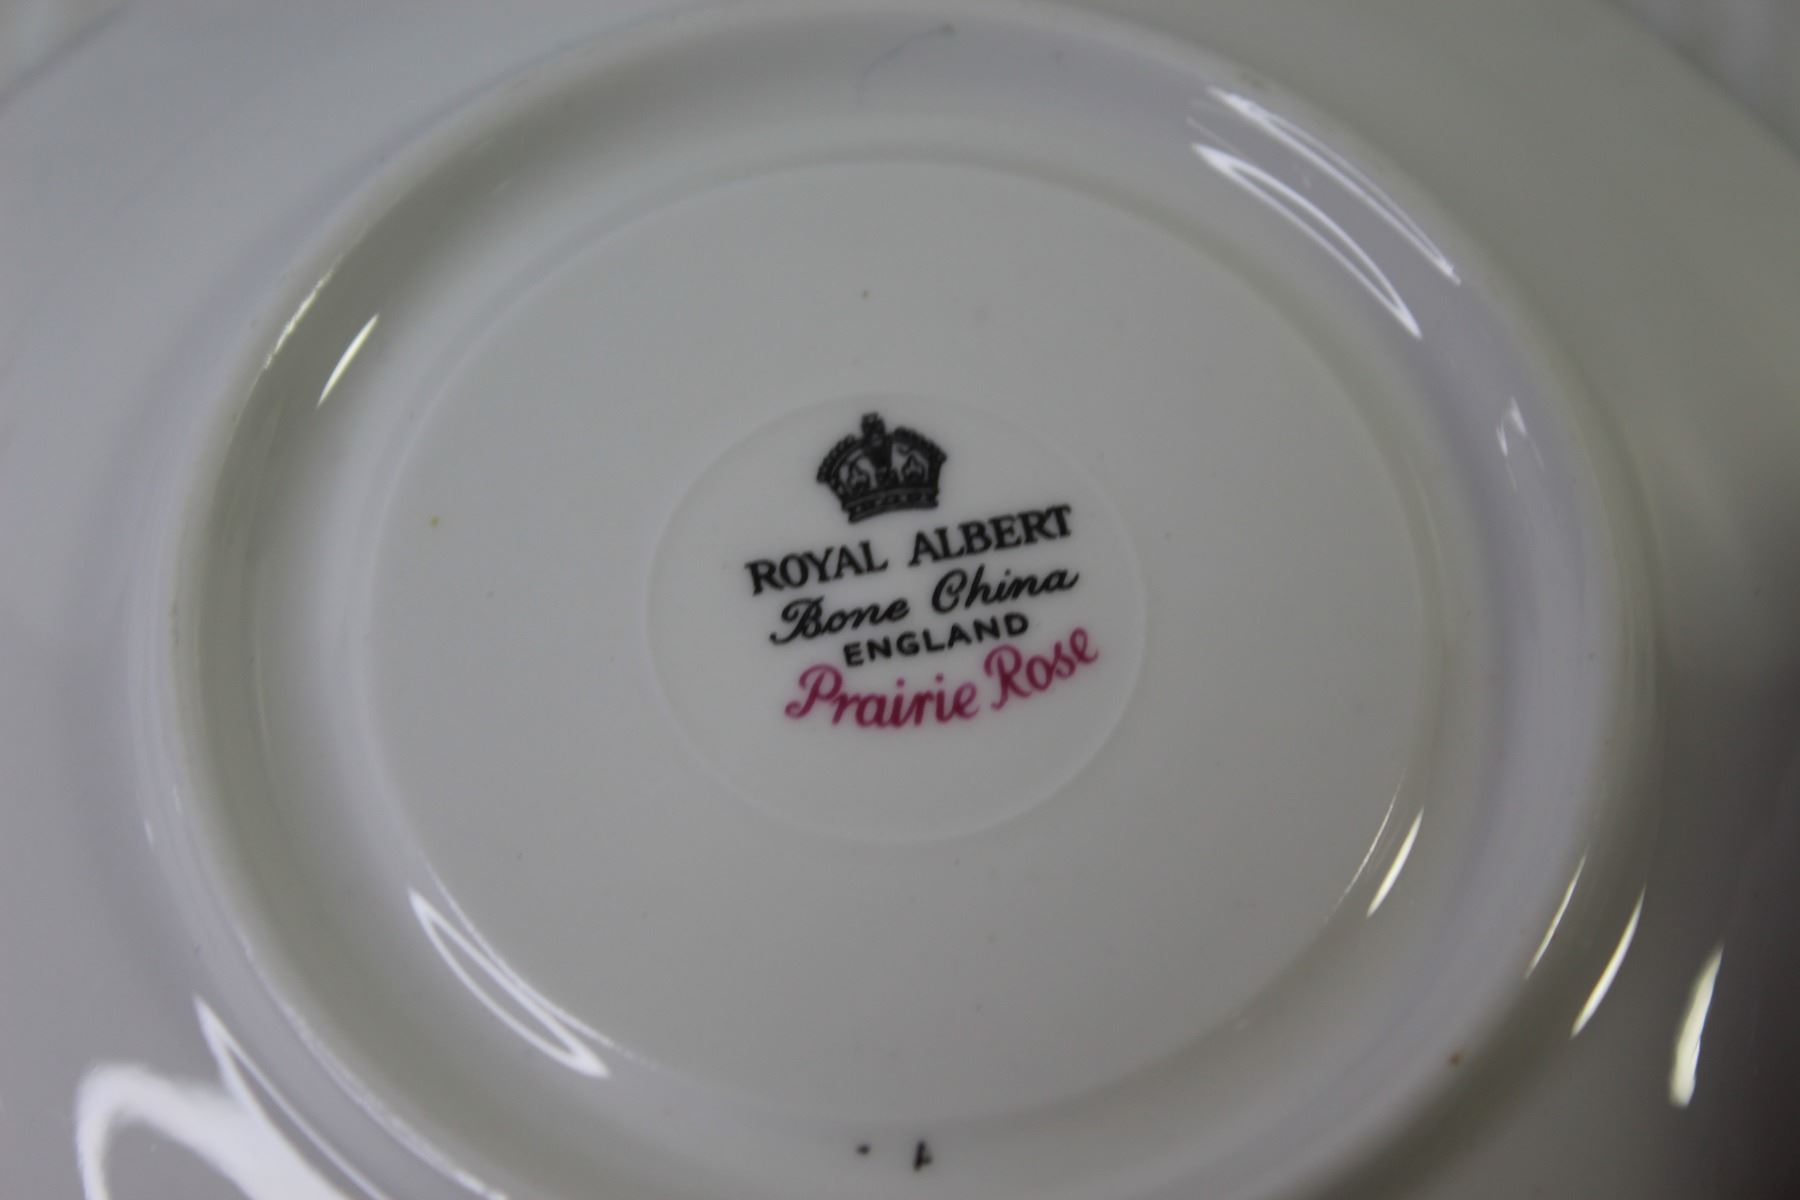 ROYAL ALBERT
Bone China
ENGLAND
Prairie Rose